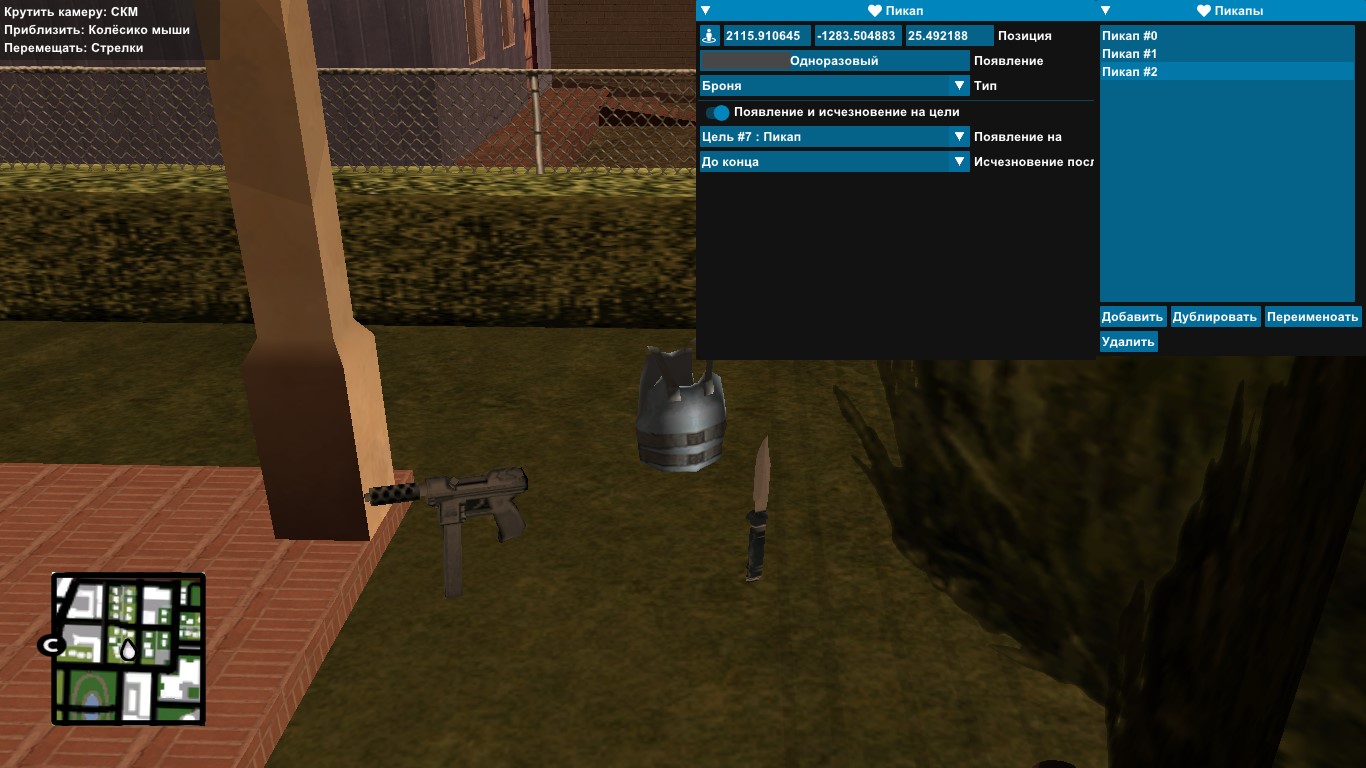 Крутить камеру: СКМ
Приблизить: Колёсико мыши
Перемещать: Стрелки
Пикап
2115.910645 -1283.504883 25.492188 Позиция
Одноразовый Появление
Броня Тип
Появление и исчезновение на цели
Цель #7 : Пикап Появление на
До конца Исчезновение посл
Пикапы
Пикап #0
Пикап #1
Пикап #2
Добавить Дублировать Переименоать
Удалить
С